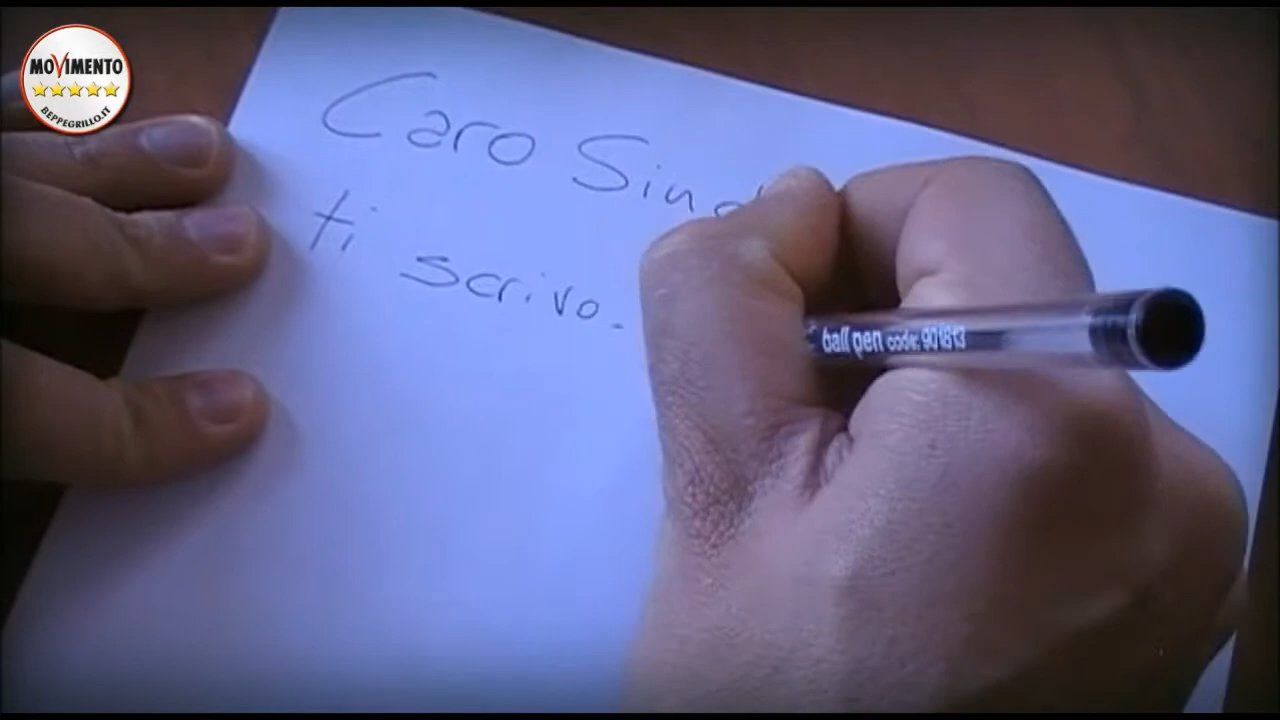 MOVIMENTO
BEPPEGRILLO.IT
Caro
ti scrivo.
ball pen code: 901813